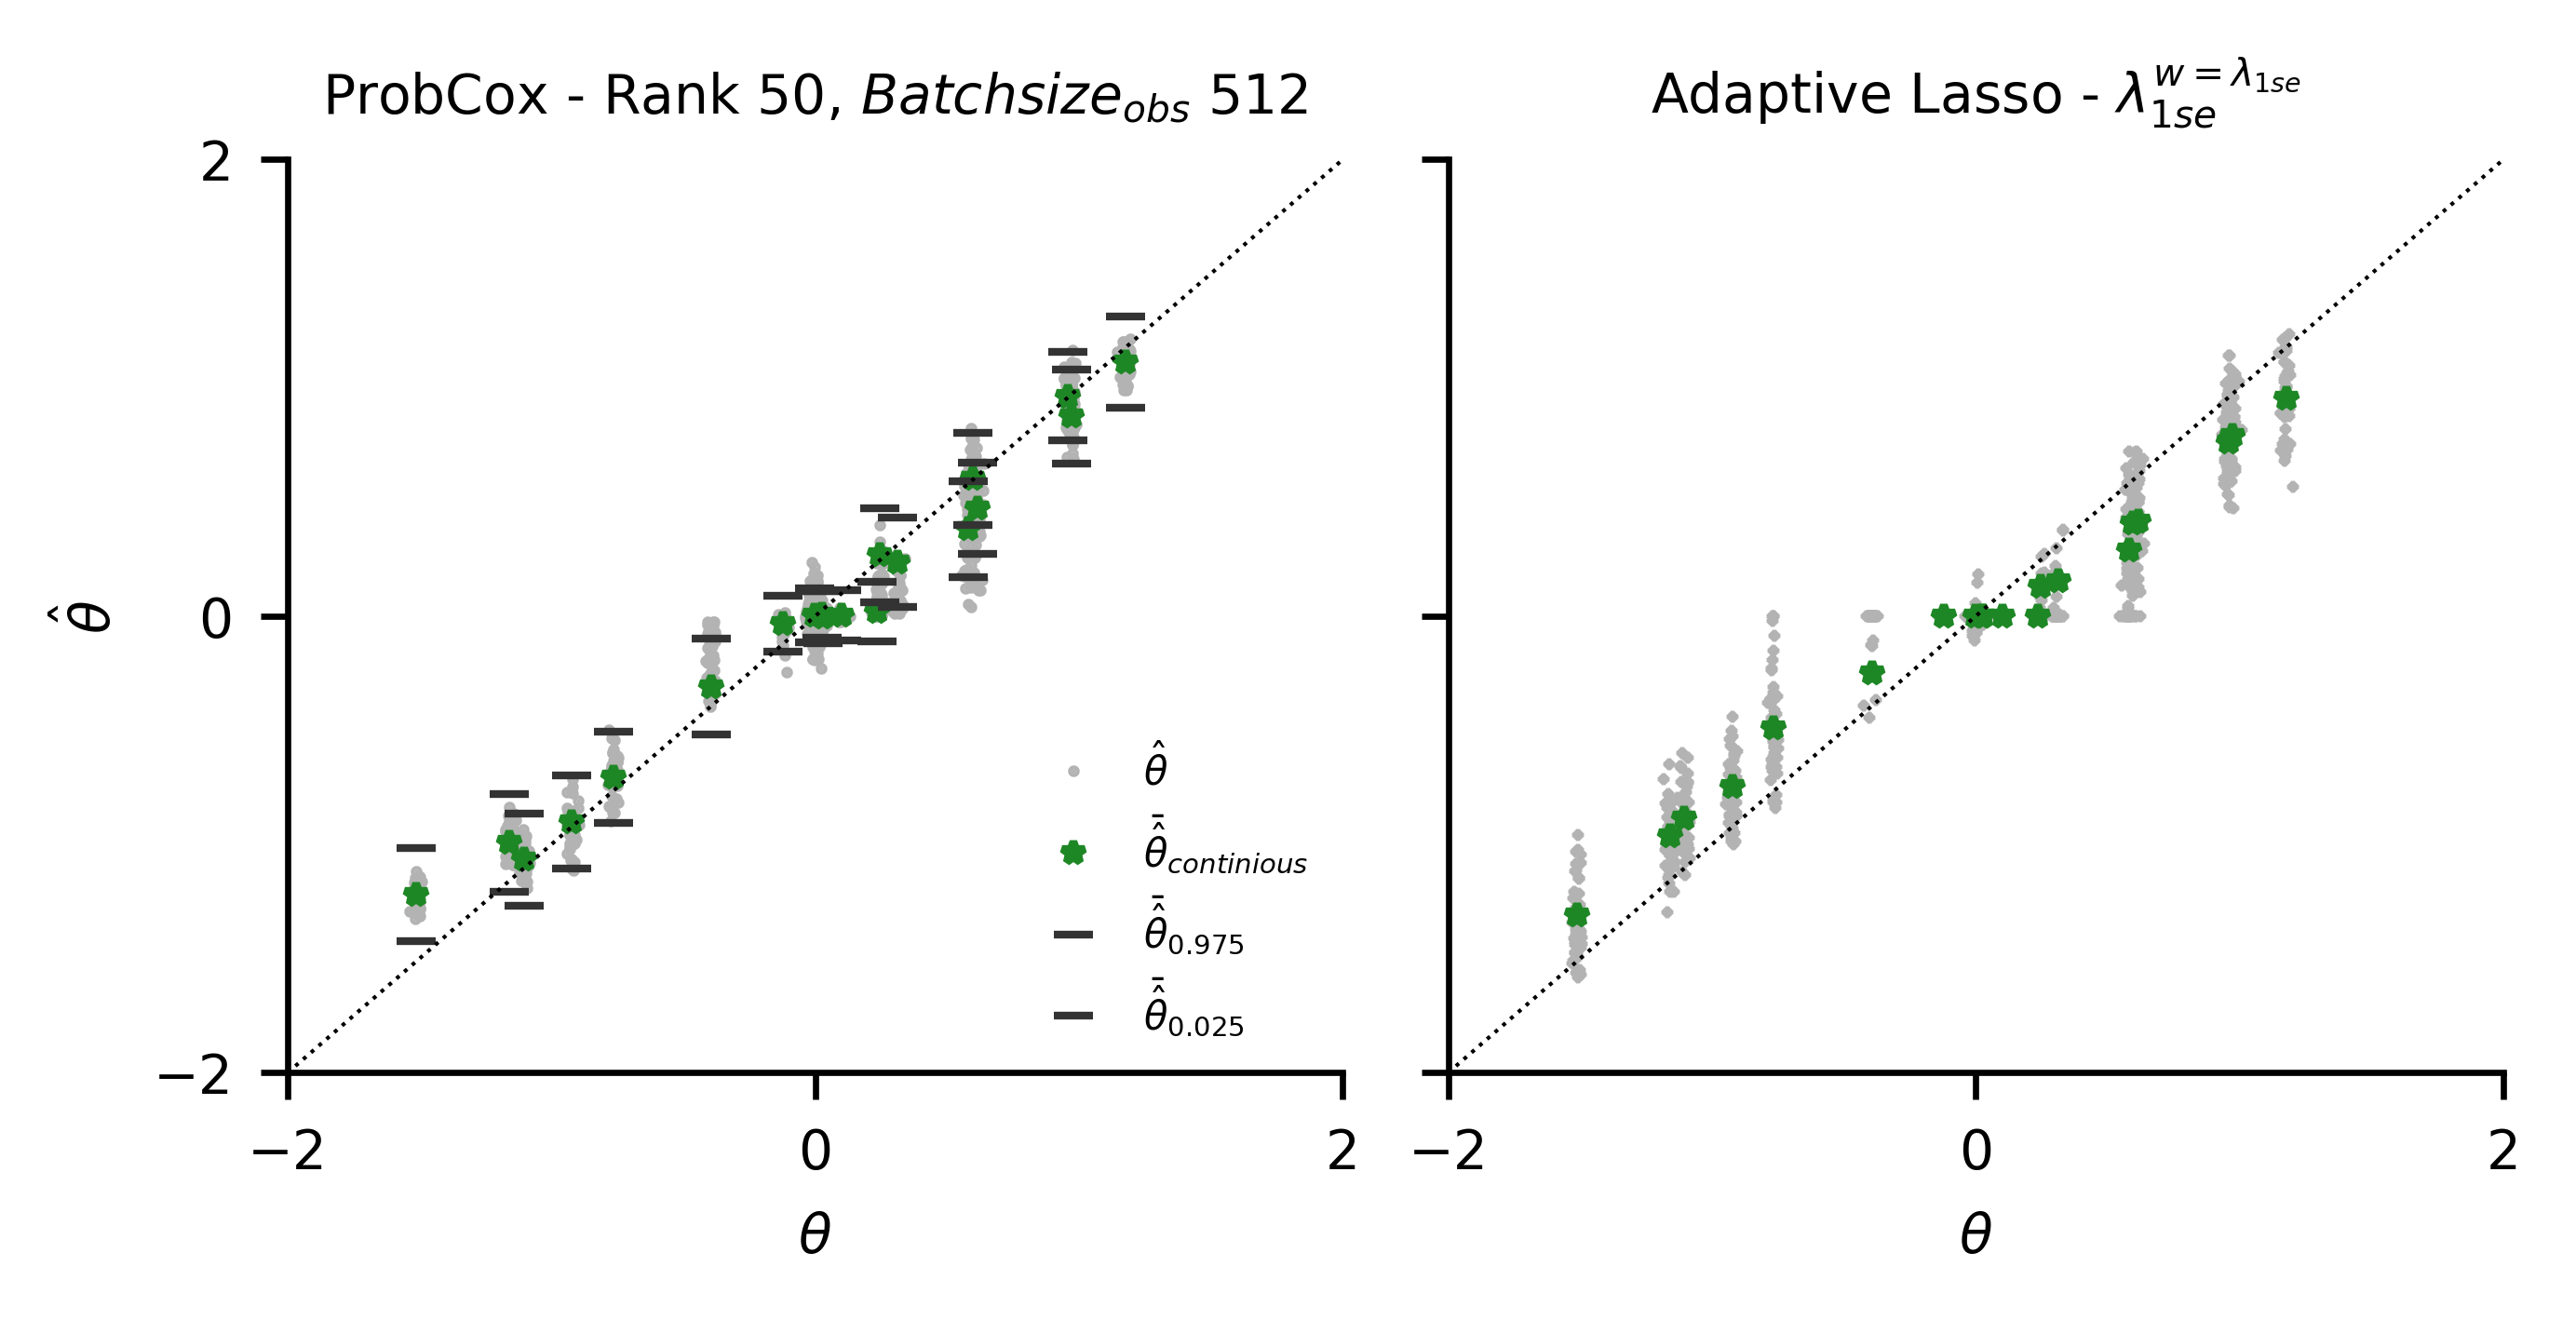 ProbCox - Rank 50, Batchsize_obs 512
2
0
−2
θ̂
−2 0 2
θ
θ̂
θ̂̄_continious
θ̂̄_0.975
θ̂̄_0.025
Adaptive Lasso - λ_1se^w = λ_1se
−2 0 2
θ